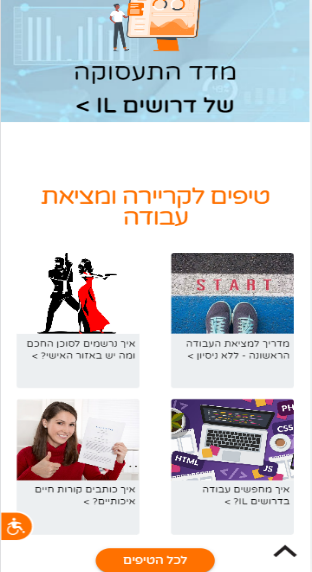 מדד התעסוקה
של דרושים IL >
טיפים לקריירה ומציאת
עבודה
START
מדריך למציאת העבודה
הראשונה - ללא ניסיון >
איך נרשמים לסוכן החכם
ומה יש באזור האישי? >
PH
CSS
HTML
</>
JS
איך מחפשים עבודה
בדרושים IL? >
איך כותבים קורות חיים
איכותיים? >
לכל הטיפים